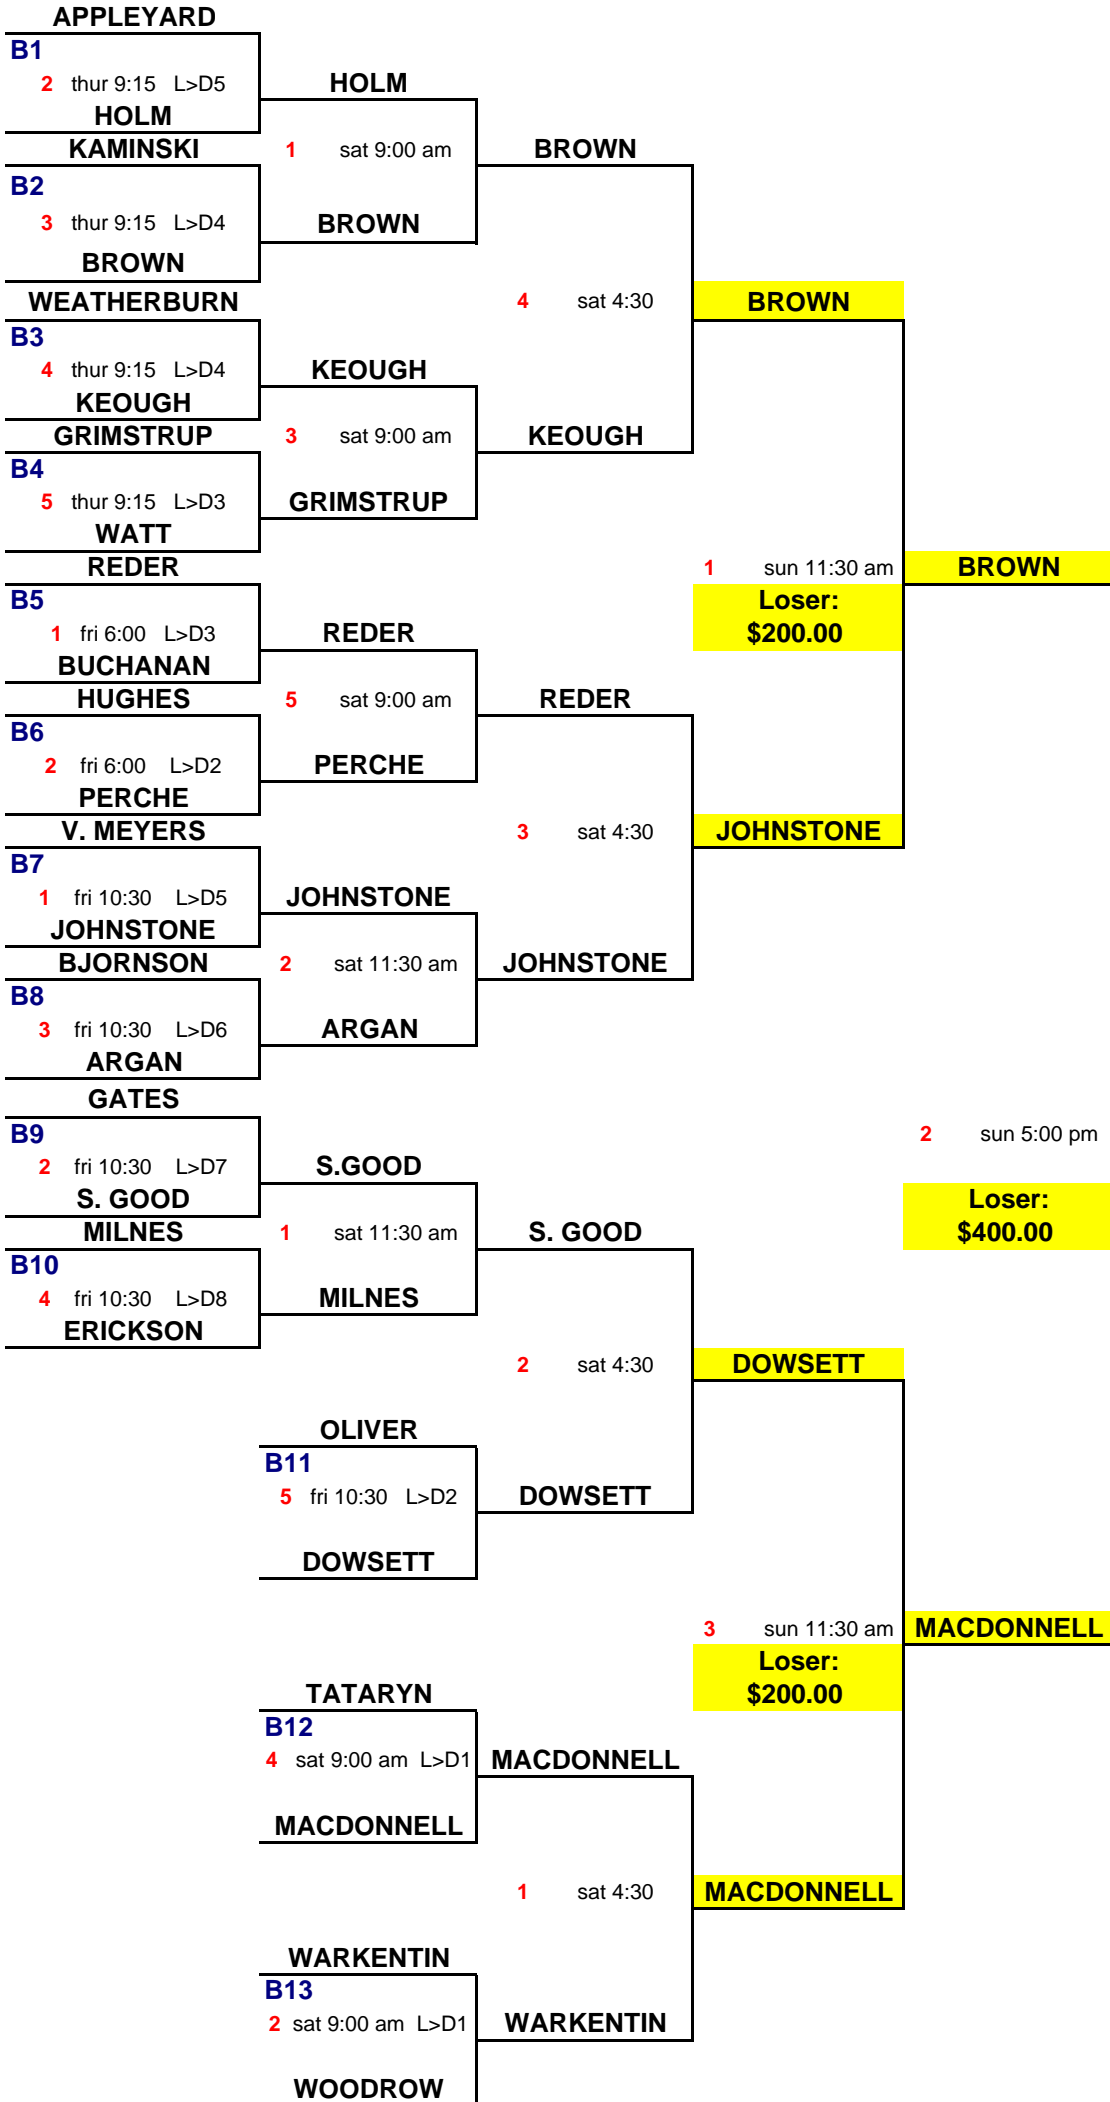 APPLEYARD
B1
2 thur 9:15 L>D5
HOLM
HOLM
KAMINSKI
1 sat 9:00 am
BROWN
B2
3 thur 9:15 L>D4
BROWN
BROWN
WEATHERBURN
4 sat 4:30
BROWN
B3
4 thur 9:15 L>D4
KEOUGH
KEOUGH
GRIMSTRUP
3 sat 9:00 am
KEOUGH
B4
5 thur 9:15 L>D3
GRIMSTRUP
WATT
REDER
1 sun 11:30 am
BROWN
B5
Loser:
1 fri 6:00 L>D3
REDER
$200.00
BUCHANAN
HUGHES
5 sat 9:00 am
REDER
B6
2 fri 6:00 L>D2
PERCHE
PERCHE
V. MEYERS
3 sat 4:30
JOHNSTONE
B7
1 fri 10:30 L>D5
JOHNSTONE
JOHNSTONE
BJORNSON
2 sat 11:30 am
JOHNSTONE
B8
3 fri 10:30 L>D6
ARGAN
ARGAN
GATES
B9
2 sun 5:00 pm
2 fri 10:30 L>D7
S.GOOD
S. GOOD
Loser:
MILNES
1 sat 11:30 am
S. GOOD
$400.00
B10
4 fri 10:30 L>D8
MILNES
ERICKSON
2 sat 4:30
DOWSETT
OLIVER
B11
5 fri 10:30 L>D2
DOWSETT
DOWSETT
3 sun 11:30 am
MACDONNELL
Loser:
TATARYN
$200.00
B12
4 sat 9:00 am L>D1
MACDONNELL
MACDONNELL
1 sat 4:30
MACDONNELL
WARKENTIN
B13
2 sat 9:00 am L>D1
WARKENTIN
WOODROW